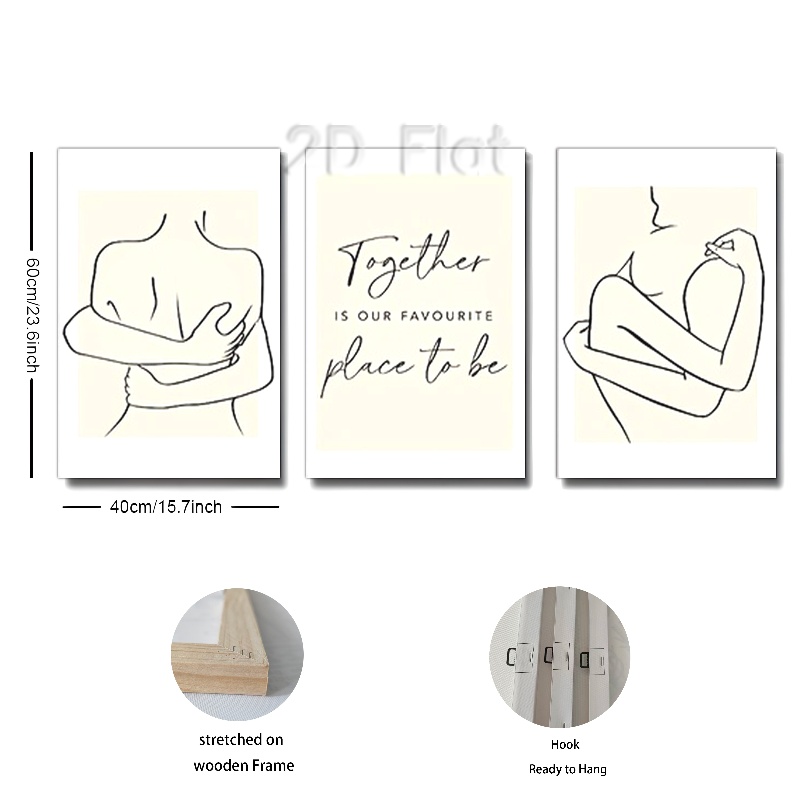 2D Flat
60cm/23.6inch
Together
IS OUR FAVOURITE
place to be
40cm/15.7inch
stretched on
wooden Frame
Hook
Ready to Hang